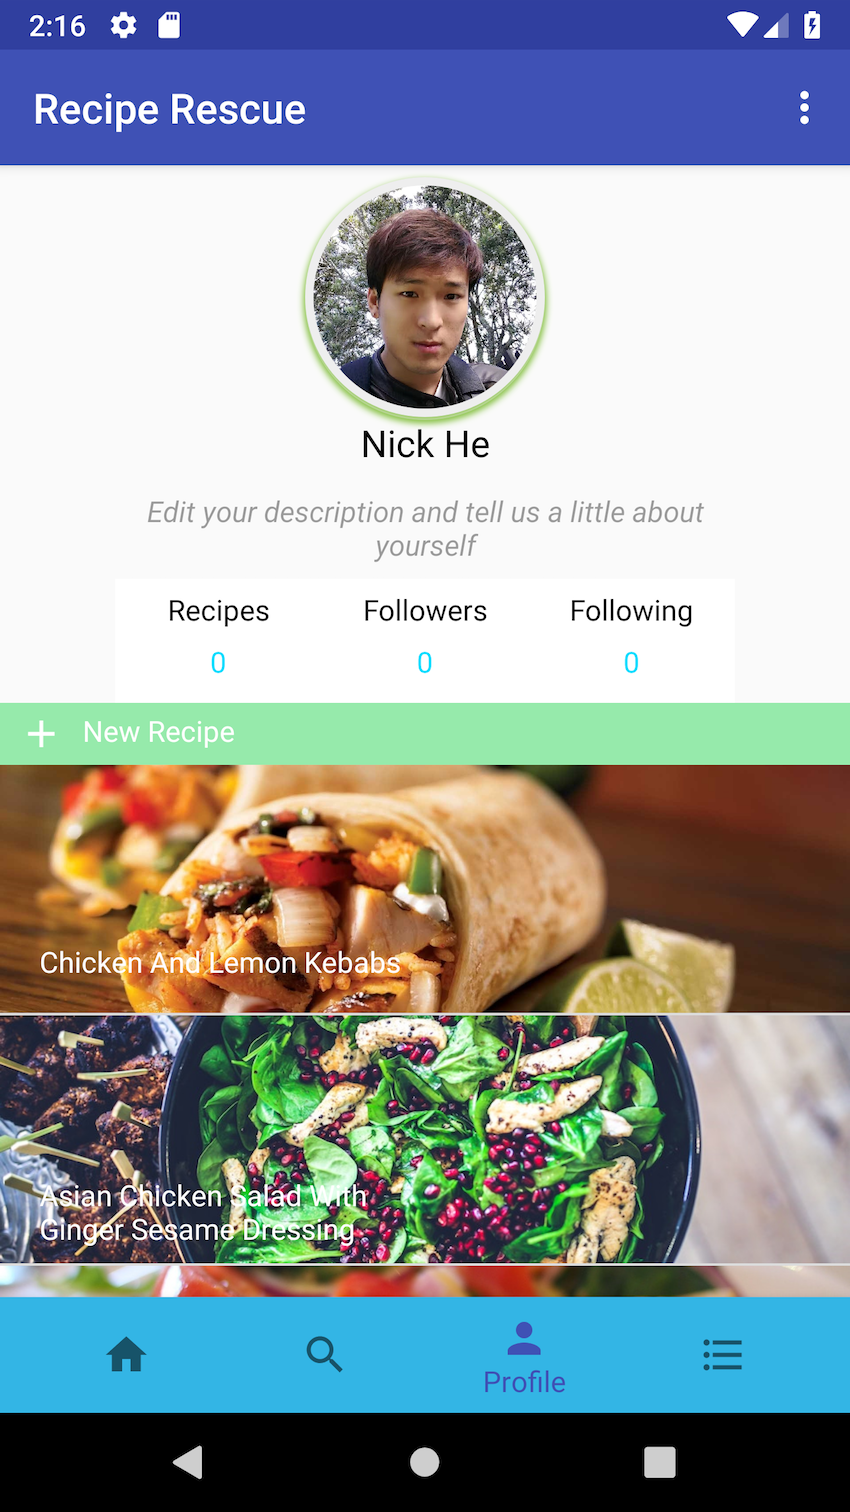 2:16
Recipe Rescue
Nick He
Edit your description and tell us a little about
yourself
Recipes Followers Following
0 0 0
New Recipe
Chicken And Lemon Kebabs
Asian Chicken Salad With
Ginger Sesame Dressing
Profile